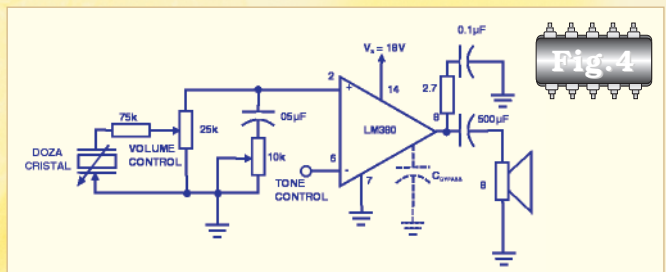 0.1µF
Vs = 18V
Fig.4
2
+
14
2.7
75k
05µF
8
500µF
25k
LM380
DOZA
CRISTAL
VOLUME
CONTROL
10k
6
-
TONE
CONTROL
7
CBYPASS
8